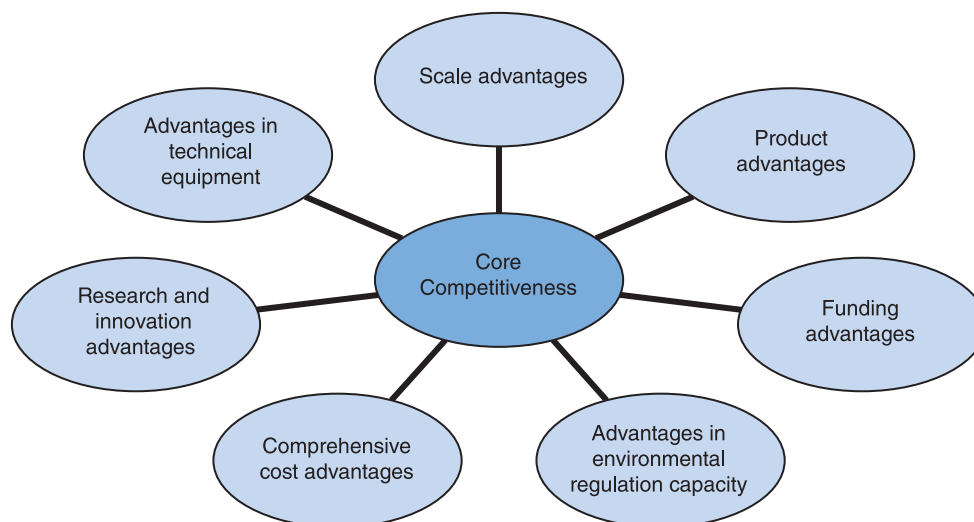 Scale advantages
Advantages in
technical
equipment
Product
advantages
Core
Competitiveness
Research and
innovation
advantages
Funding
advantages
Comprehensive
cost advantages
Advantages in
environmental
regulation capacity